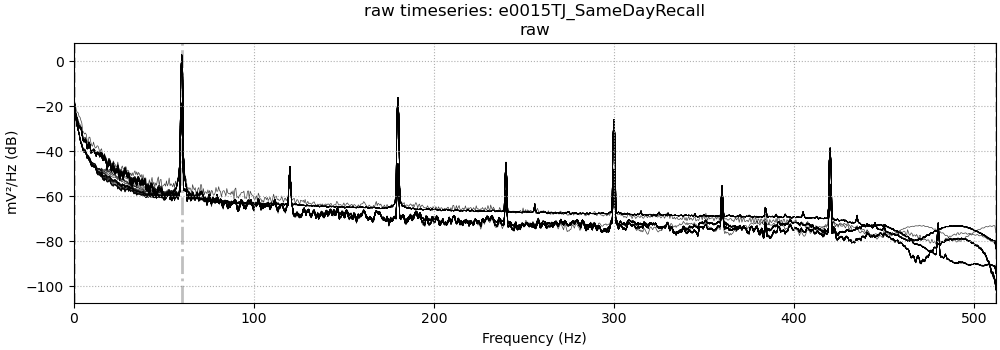 raw timeseries: e0015TJ_SameDayRecall
raw
mV²/Hz (dB)
0
−20
−40
−60
−80
−100
0 100 200 300 400 500
Frequency (Hz)